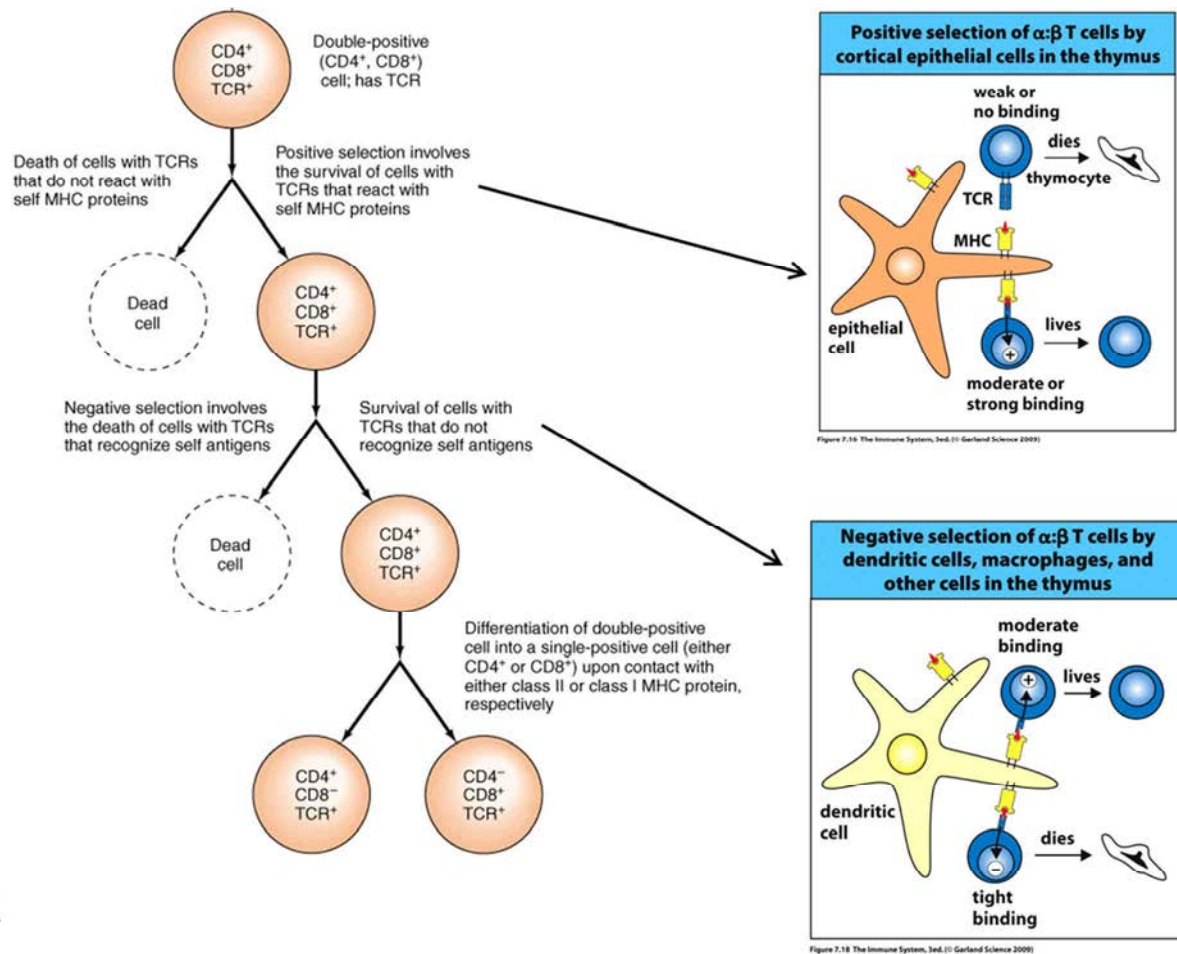 CD4⁺
CD8⁺
TCR⁺
Double-positive
(CD4⁺, CD8⁺)
cell; has TCR
Death of cells with TCRs
that do not react with
self MHC proteins
Positive selection involves
the survival of cells with
TCRs that react with
self MHC proteins
Dead
cell
CD4⁺
CD8⁺
TCR⁺
Negative selection involves
the death of cells with TCRs
that recognize self antigens
Survival of cells with
TCRs that do not
recognize self antigens
Dead
cell
CD4⁺
CD8⁺
TCR⁺
Differentiation of double-positive
cell into a single-positive cell (either
CD4⁺ or CD8⁺) upon contact with
either class II or class I MHC protein,
respectively
CD4⁺
CD8⁻
TCR⁺
CD4⁻
CD8⁺
TCR⁺
Positive selection of α:β T cells by
cortical epithelial cells in the thymus
weak or
no binding
dies
thymocyte
TCR
MHC
epithelial
cell
+
lives
moderate or
strong binding
Figure 7.16 The Immune System, 3ed. (© Garland Science 2009)
Negative selection of α:β T cells by
dendritic cells, macrophages, and
other cells in the thymus
moderate
binding
+
lives
dendritic
cell
dies
−
tight
binding
Figure 7.18 The Immune System, 3ed. (© Garland Science 2009)